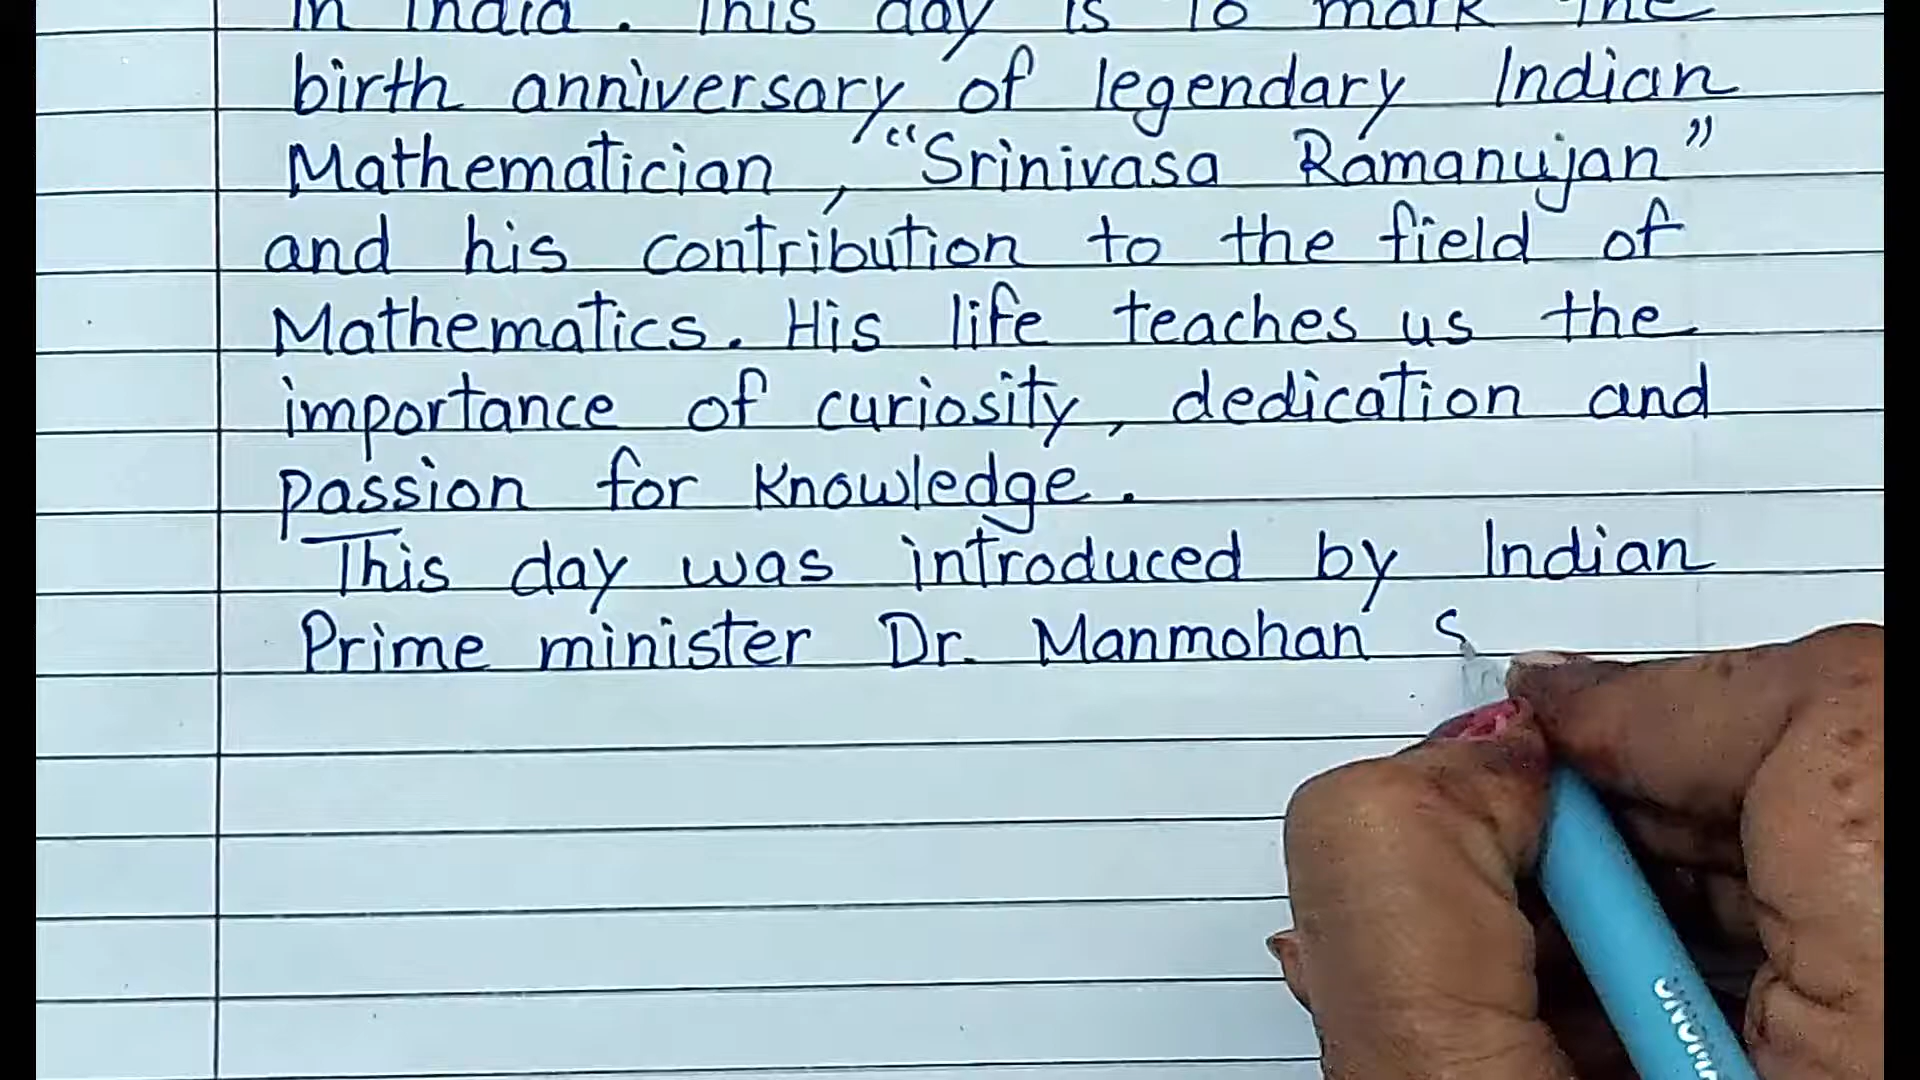 in India. This day is to mark the
birth anniversary of legendary Indian
Mathematician, "Srinivasa Ramanujan"
and his contribution to the field of
Mathematics. His life teaches us the
importance of curiosity, dedication and
passion for knowledge.
This day was introduced by Indian
Prime minister Dr. Manmohan S